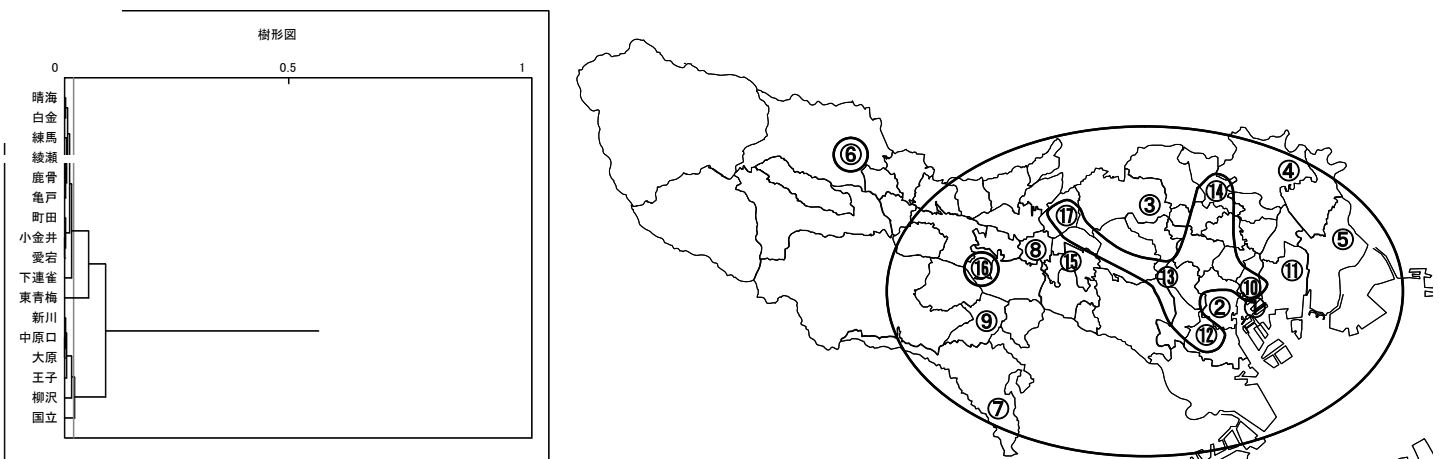 樹形図
0 0.5 1
晴海
白金
練馬
綾瀬
鹿骨
亀戸
町田
小金井
愛宕
下連雀
東青梅
新川
中原口
大原
王子
柳沢
国立
⑥
④
③
⑭
⑰
⑤
⑧
⑮
⑯
⑬
⑪
⑩
②
①
⑨
⑫
⑦